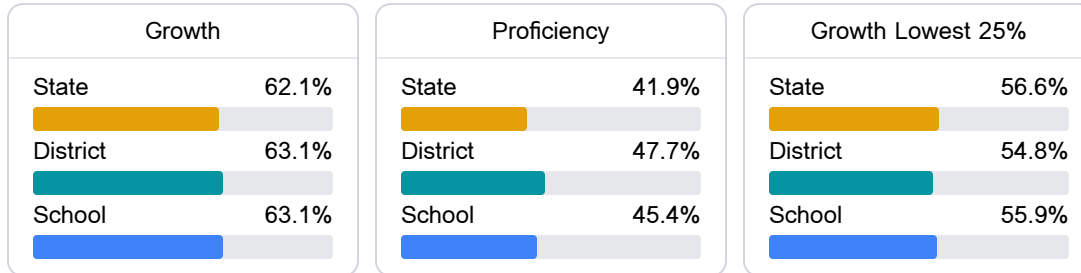 Growth
State 62.1%
District 63.1%
School 63.1%
Proficiency
State 41.9%
District 47.7%
School 45.4%
Growth Lowest 25%
State 56.6%
District 54.8%
School 55.9%